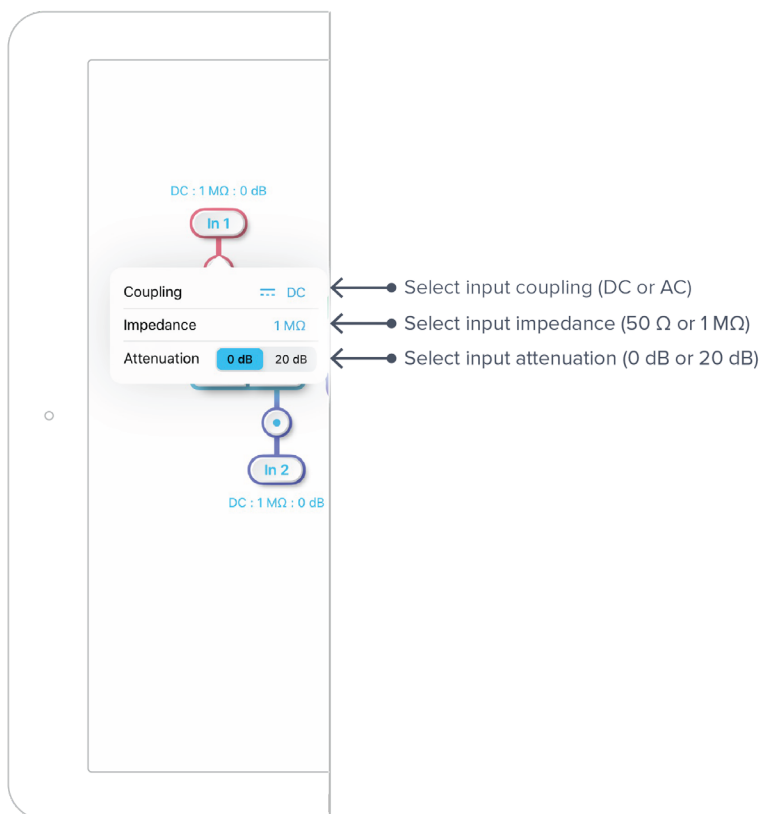 DC : 1 MΩ : 0 dB
In 1
Coupling DC
Select input coupling (DC or AC)
Impedance 1 MΩ
Select input impedance (50 Ω or 1 MΩ)
Attenuation 0 dB 20 dB
Select input attenuation (0 dB or 20 dB)
In 2
DC : 1 MΩ : 0 dB